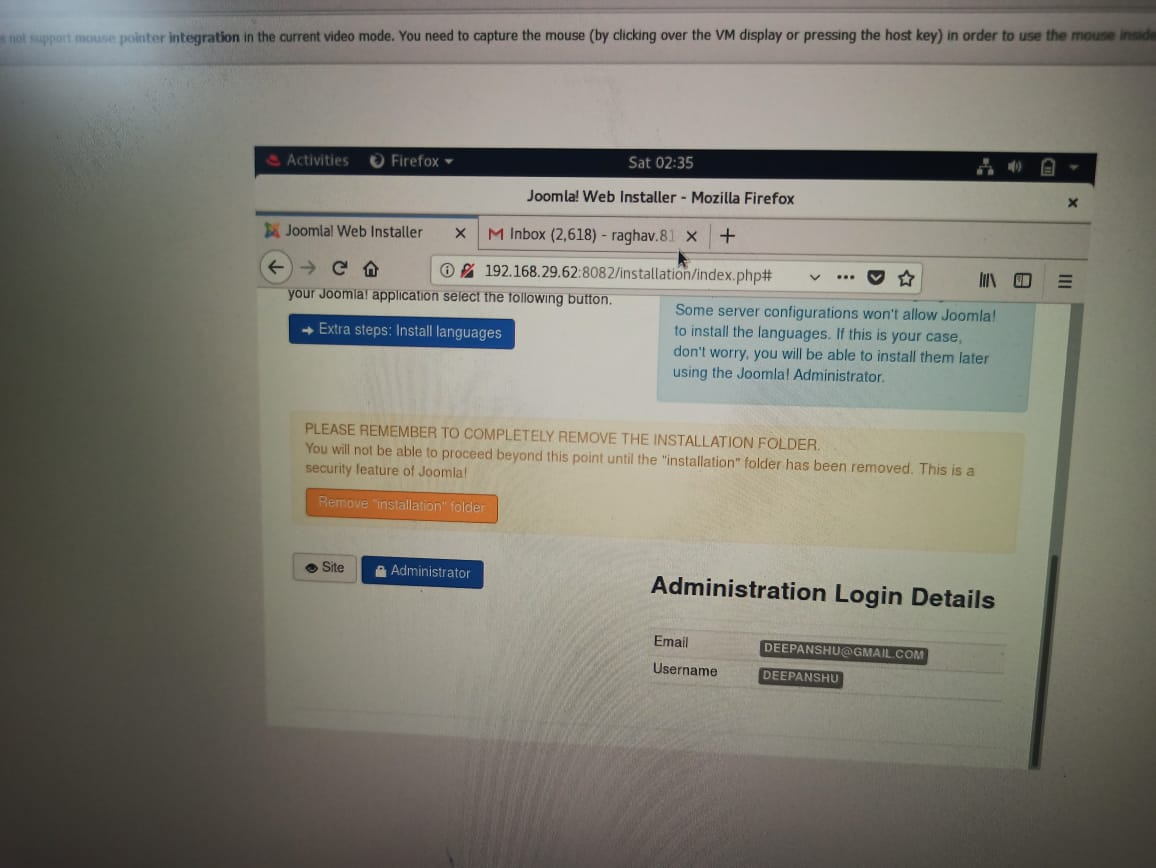 not support mouse pointer integration in the current video mode. You need to capture the mouse (by clicking over the VM display or pressing the host key) in order to use the mouse inside
Activities Firefox Sat 02:35
Joomla! Web Installer - Mozilla Firefox
Joomla! Web Installer Inbox (2,618) - raghav.81
192.168.29.62:8082/installation/index.php#
your Joomla! application select the following button.
Extra steps: Install languages
Some server configurations won't allow Joomla!
to install the languages. If this is your case,
don't worry, you will be able to install them later
using the Joomla! Administrator.
PLEASE REMEMBER TO COMPLETELY REMOVE THE INSTALLATION FOLDER.
You will not be able to proceed beyond this point until the "installation" folder has been removed. This is a
security feature of Joomla!
Remove "installation" folder
Site Administrator
Administration Login Details
Email DEEPANSHU@GMAIL.COM
Username DEEPANSHU